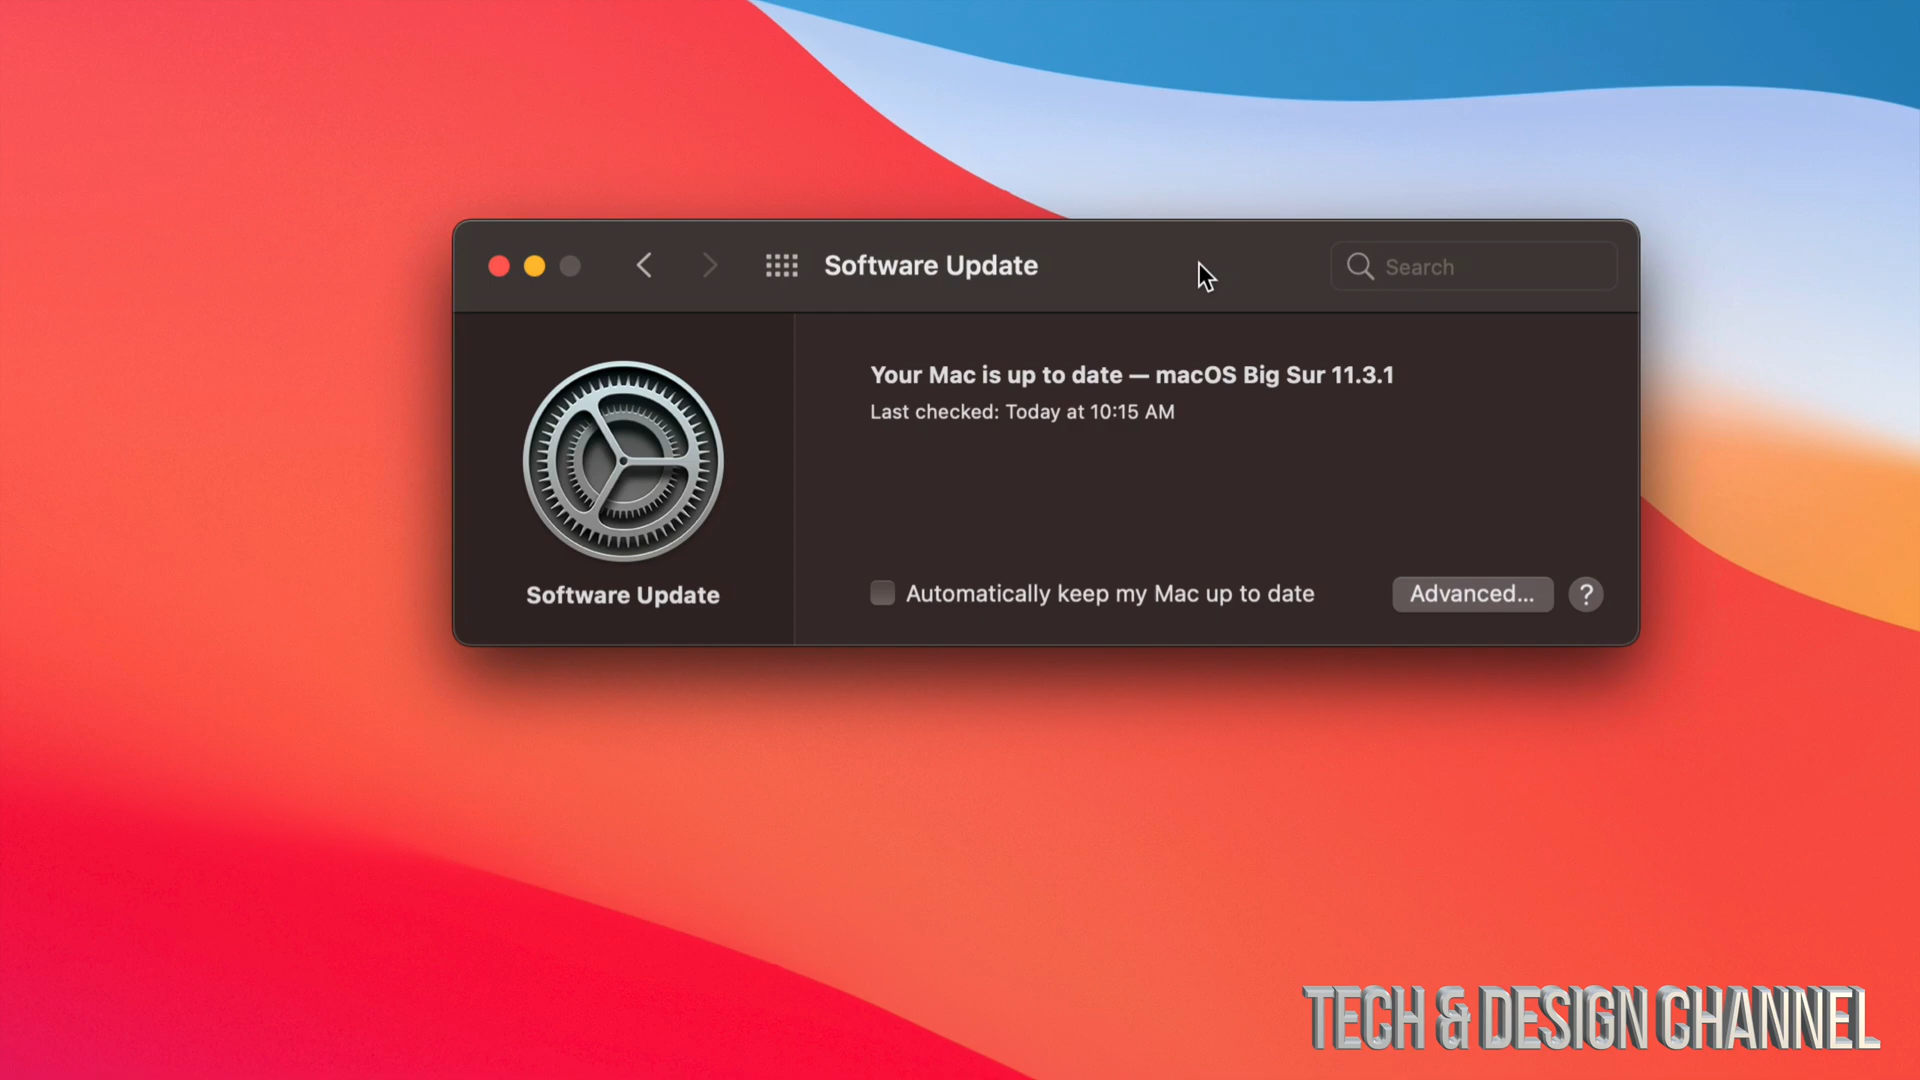 Software Update
Search
Your Mac is up to date — macOS Big Sur 11.3.1
Last checked: Today at 10:15 AM
Software Update
Automatically keep my Mac up to date
Advanced...
?
TECH & DESIGN CHANNEL